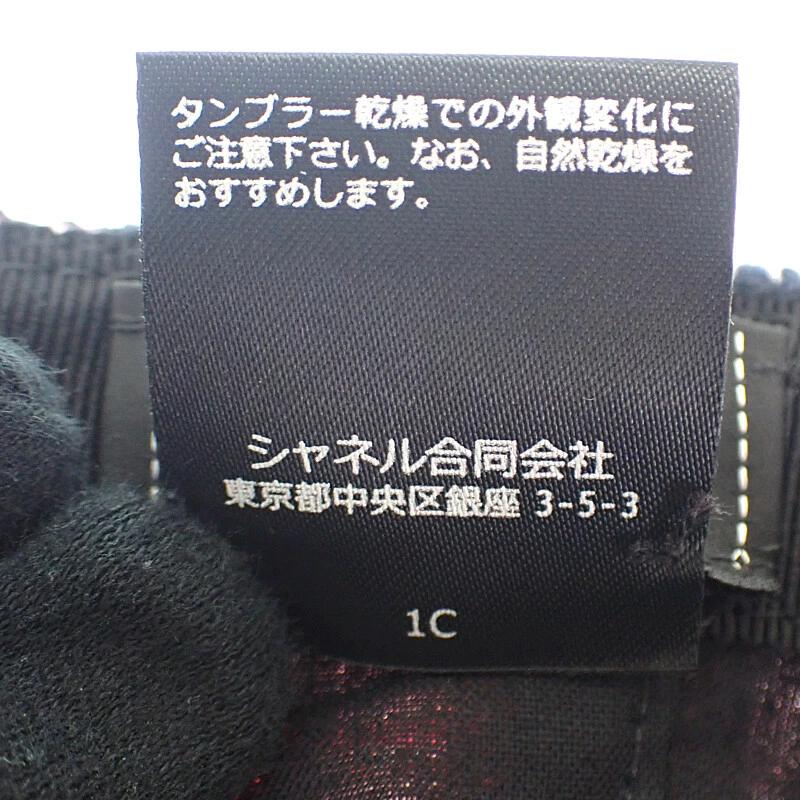 タンブラー乾燥での外観変化に
ご注意下さい。なお、自然乾燥を
おすすめします。
シャネル合同会社
東京都中央区銀座 3-5-3
1C